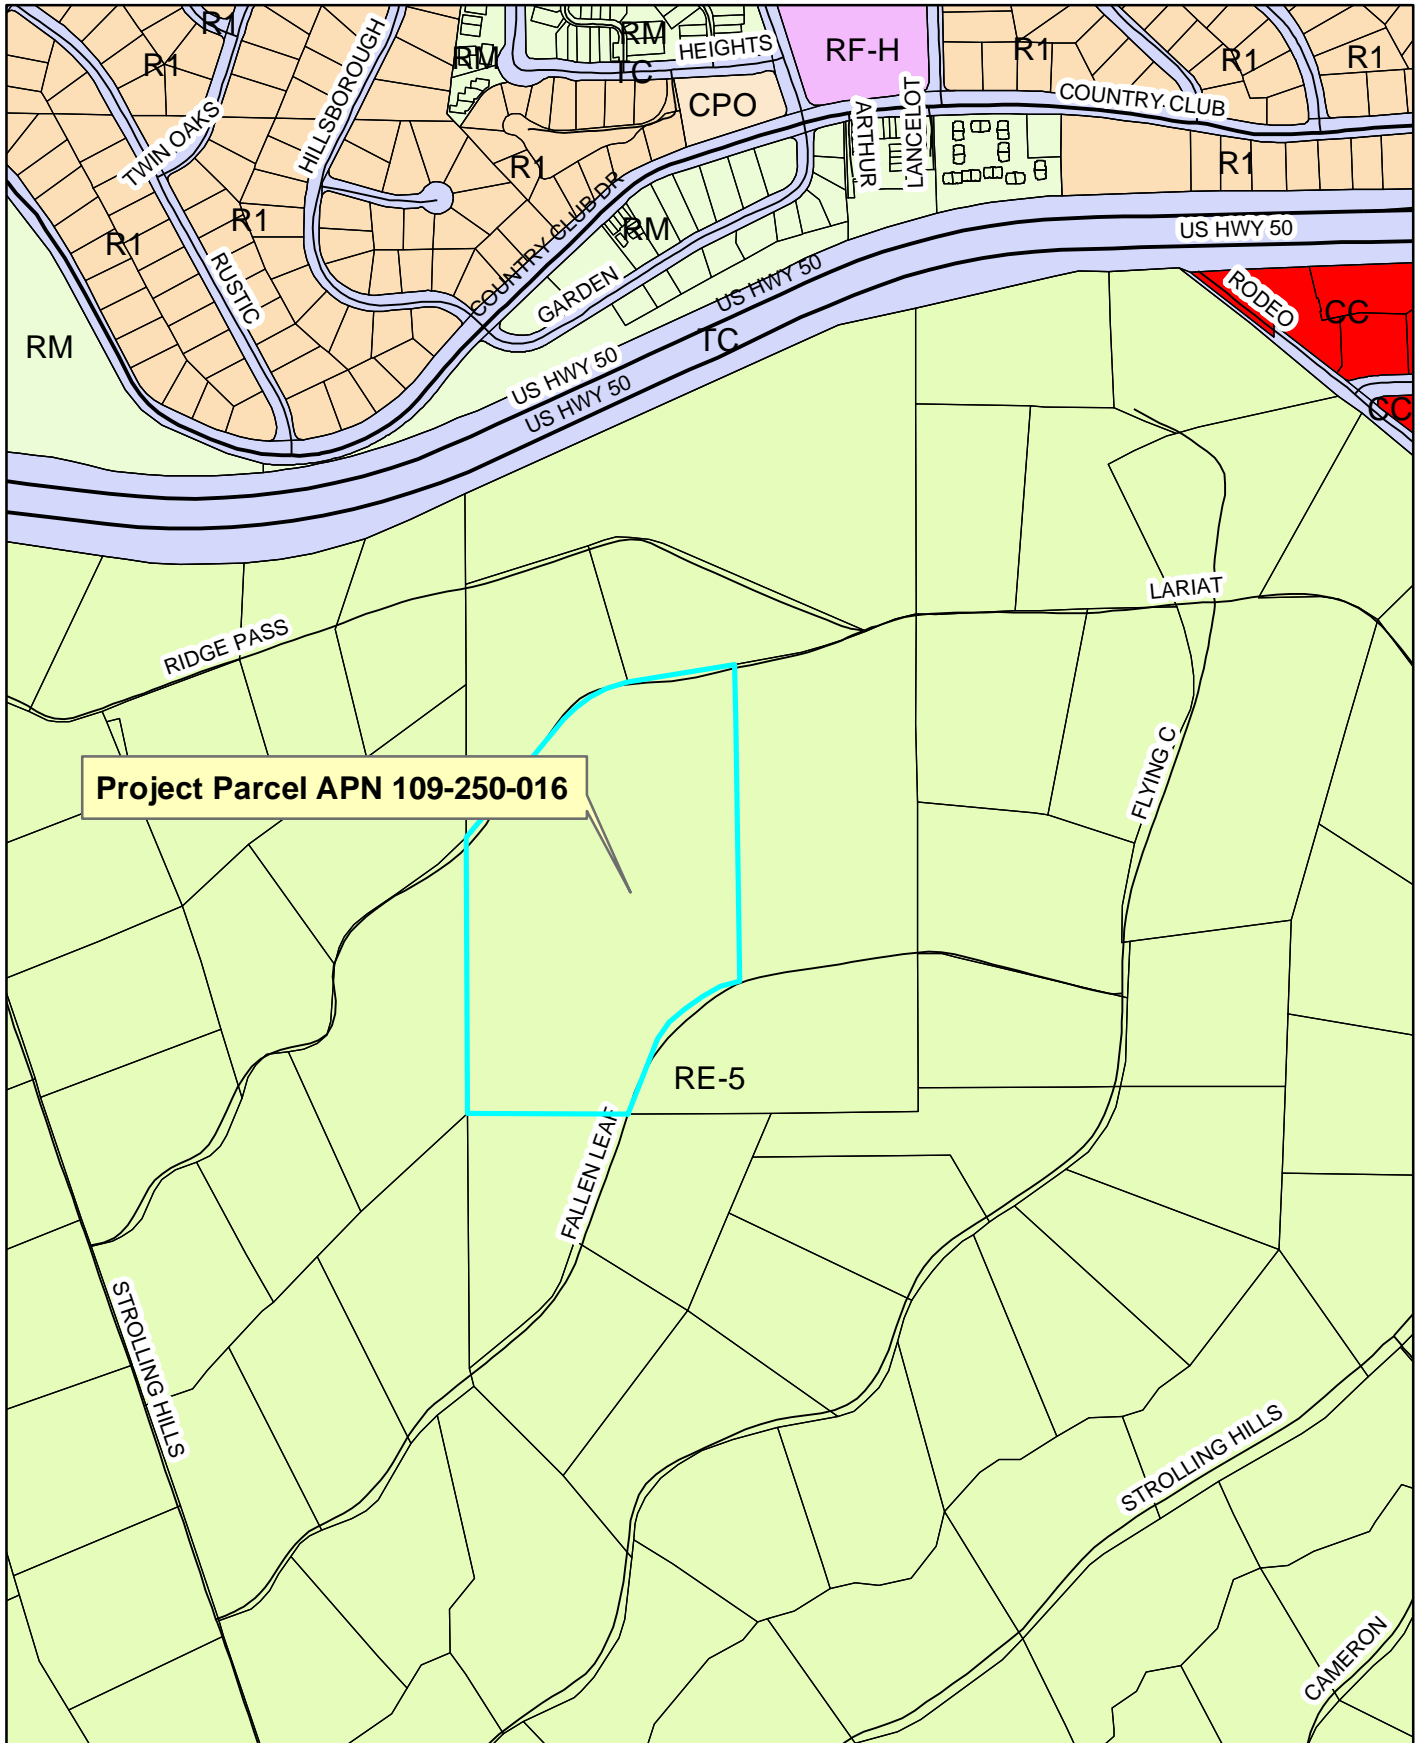 R1
R1
RM
RM
HEIGHTS
TC
RF-H
R1
R1
R1
HILLSBOROUGH
CPO
ARTHUR
LANCELOT
COUNTRY CLUB
TWIN OAKS
R1
R1
R1
R1
COUNTRY CLUB DR
RM
US HWY 50
RUSTIC
GARDEN
US HWY 50
RODEO
CC
RM
TC
US HWY 50
US HWY 50
CC
LARIAT
RIDGE PASS
FLYING C
Project Parcel APN 109-250-016
RE-5
FALLEN LEAF
STROLLING HILLS
STROLLING HILLS
CAMERON